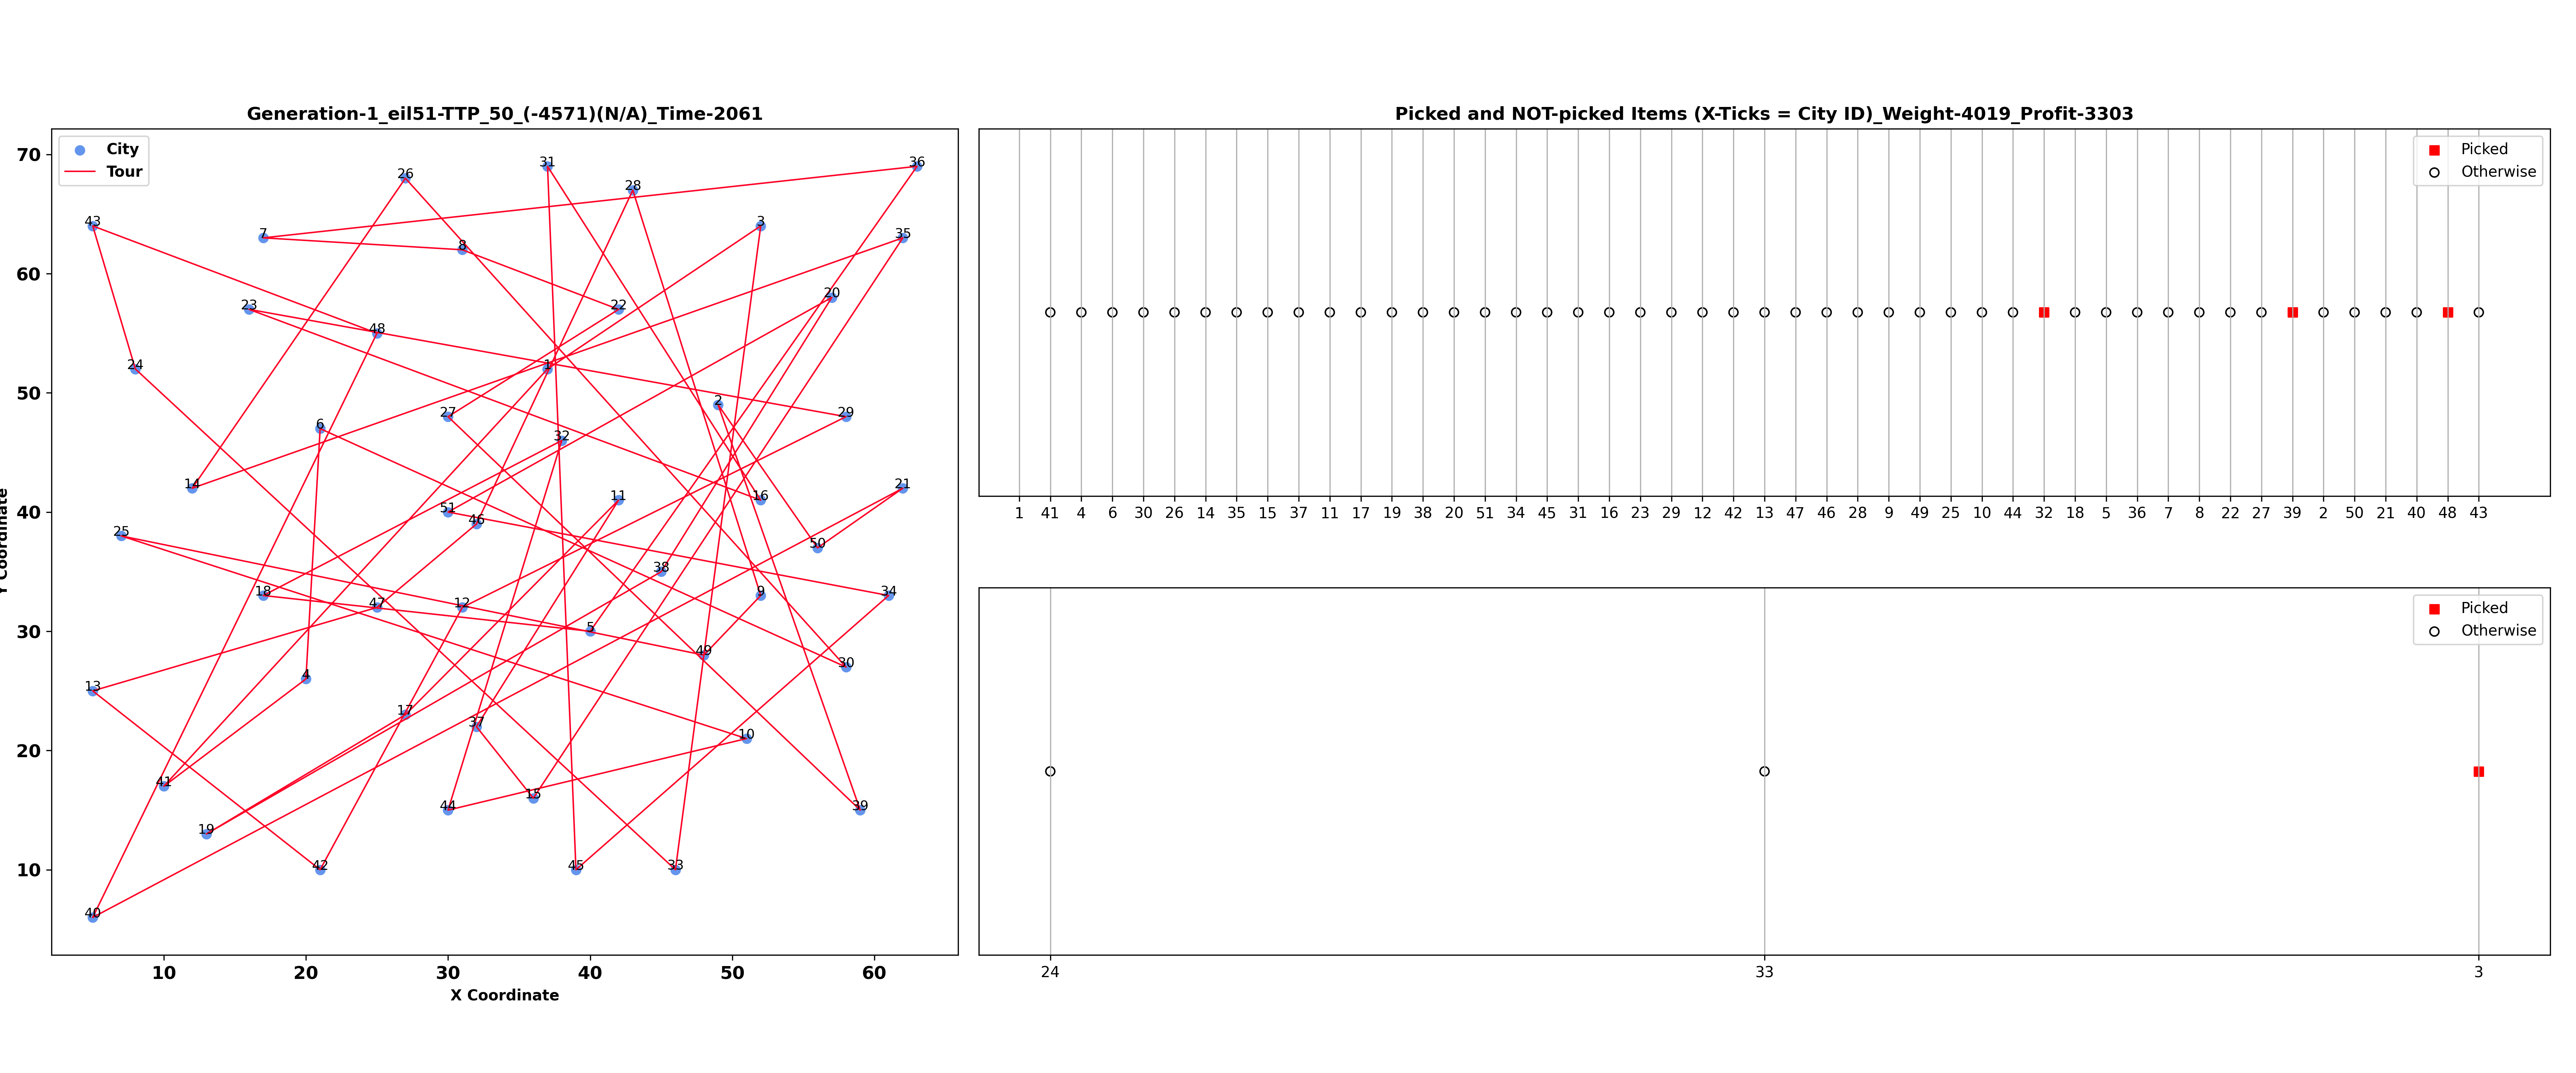 Generation-1_eil51-TTP_50_(-4571)(N/A)_Time-2061
City
Tour
70
60
50
40
30
20
10
10 20 30 40 50 60
X Coordinate
Y Coordinate
26 31 28 36
43 7 8 3 35
23 22 20
48
24 1
27 2 29
6 32
14 11 16 21
51 46
25 50
38
18 47 12 9 34
5
49 30
13 4
17 37
10
41
44 15 39
19
42 45 33
40
Picked and NOT-picked Items (X-Ticks = City ID)_Weight-4019_Profit-3303
Picked
Otherwise
1 41 4 6 30 26 14 35 15 37 11 17 19 38 20 51 34 45 31 16 23 29 12 42 13 47 46 28 9 49 25 10 44 32 18 5 36 7 8 22 27 39 2 50 21 40 48 43
Picked
Otherwise
24 33 3